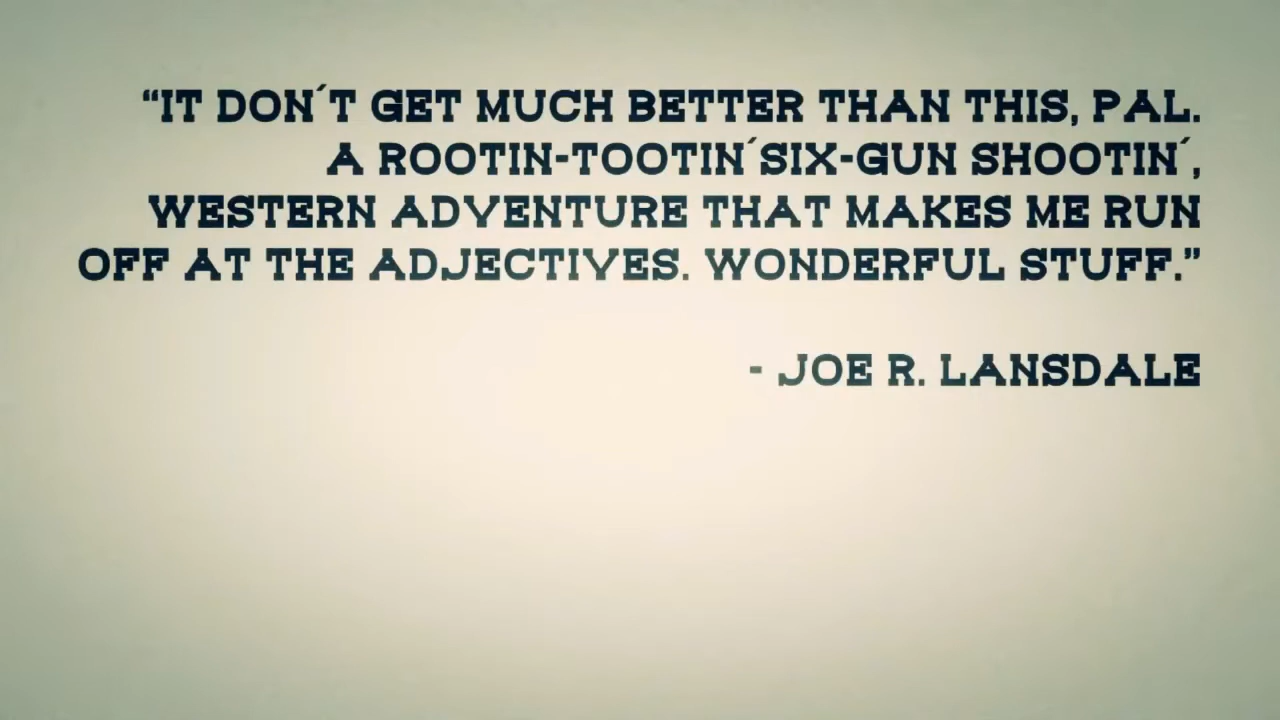 “IT DON´T GET MUCH BETTER THAN THIS, PAL.
A ROOTIN-TOOTIN´SIX-GUN SHOOTIN´,
WESTERN ADVENTURE THAT MAKES ME RUN
OFF AT THE ADJECTIVES. WONDERFUL STUFF.”
- JOE R. LANSDALE